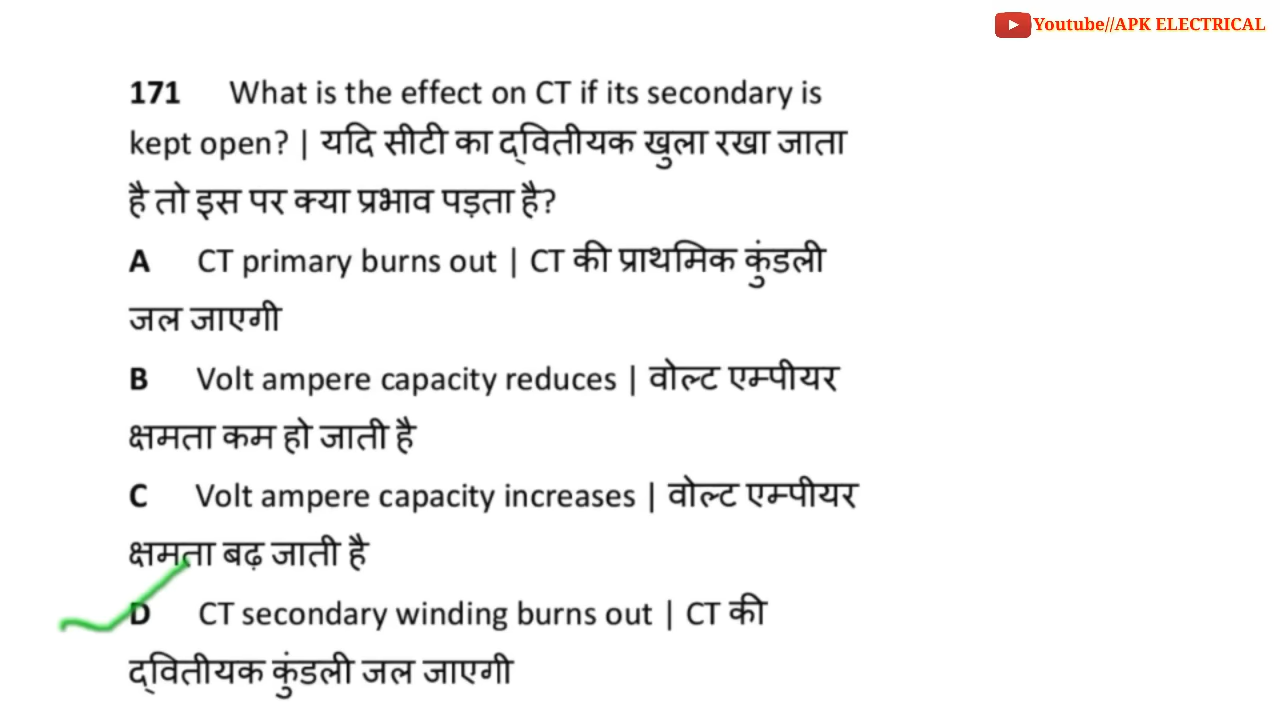 Youtube//APK ELECTRICAL
171 What is the effect on CT if its secondary is
kept open? | यदि सीटी का द्वितीयक खुला रखा जाता
है तो इस पर क्या प्रभाव पड़ता है?
A CT primary burns out | CT की प्राथमिक कुंडली
जल जाएगी
B Volt ampere capacity reduces | वोल्ट एम्पीयर
क्षमता कम हो जाती है
C Volt ampere capacity increases | वोल्ट एम्पीयर
क्षमता बढ़ जाती है
D CT secondary winding burns out | CT की
द्वितीयक कुंडली जल जाएगी